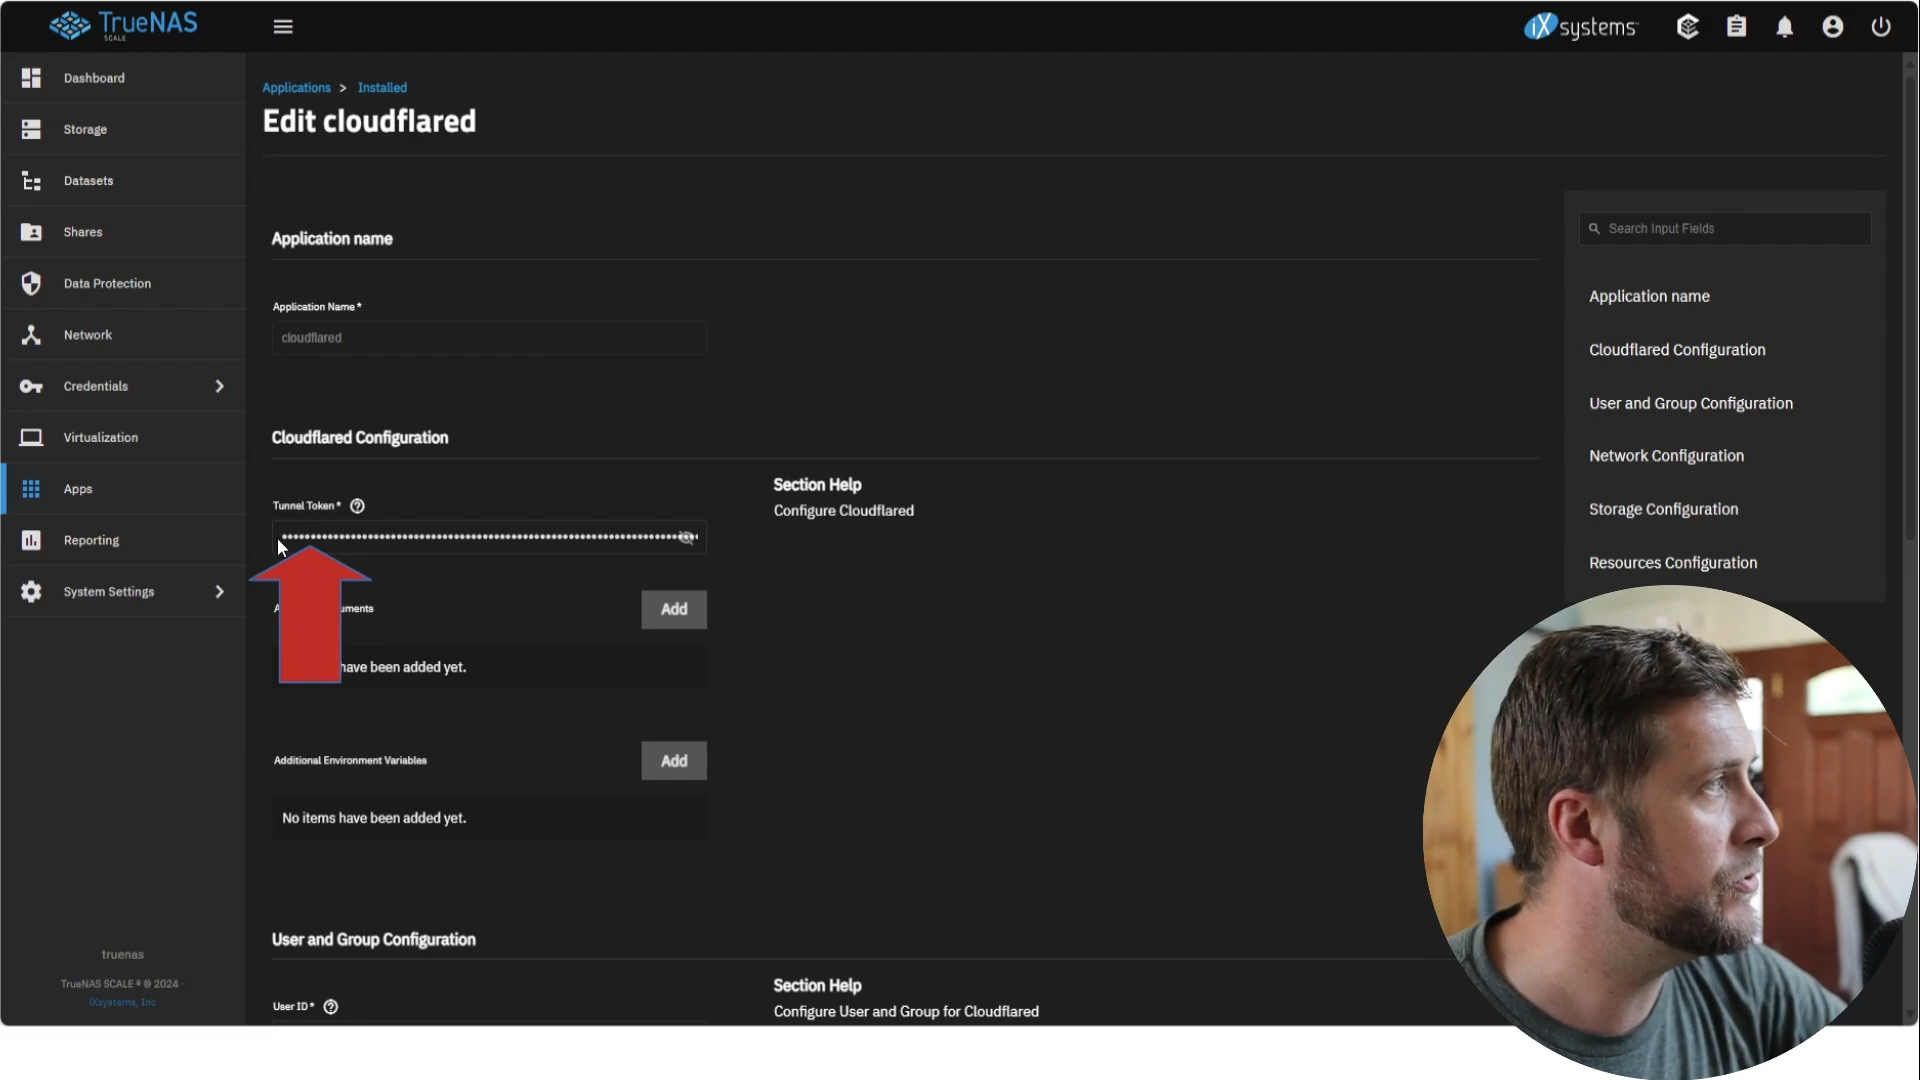 TrueNAS
SCALE
iXsystems
Dashboard
Storage
Datasets
Shares
Data Protection
Network
Credentials
Virtualization
Apps
Reporting
System Settings
truenas
TrueNAS SCALE ® © 2024 -
iXsystems, Inc
Applications > Installed
Edit cloudflared
Application name
Application Name *
cloudflared
Cloudflared Configuration
Tunnel Token *
Section Help
Configure Cloudflared
Add
have been added yet.
Additional Environment Variables
Add
No items have been added yet.
User and Group Configuration
User ID *
Section Help
Configure User and Group for Cloudflared
Search Input Fields
Application name
Cloudflared Configuration
User and Group Configuration
Network Configuration
Storage Configuration
Resources Configuration